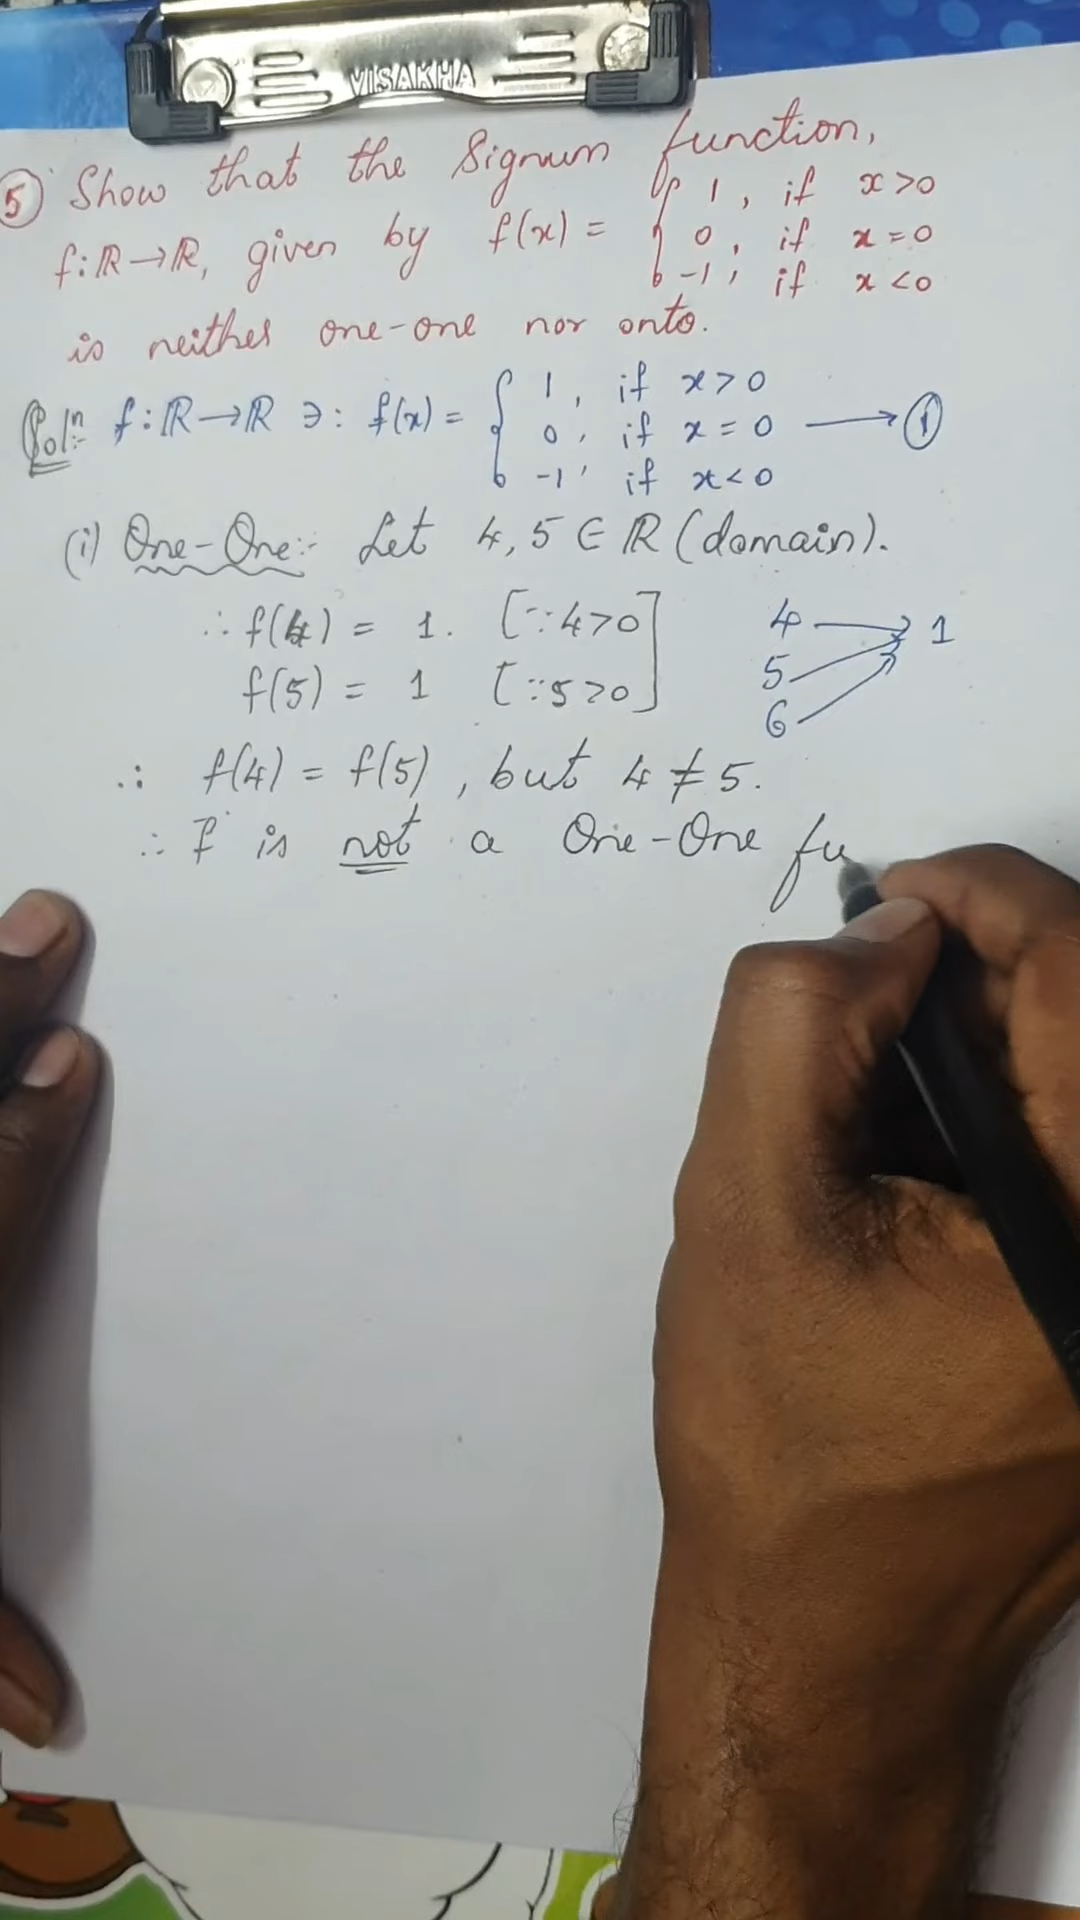 VISAKHA
5 Show that the Signum function,
f:ℝ→ℝ, given by f(x) = { 1, if x>0
0, if x=0
-1, if x<0
is neither one-one nor onto.
Solⁿ:- f:ℝ→ℝ ∋: f(x) = { 1, if x>0
0, if x=0 → 1
-1, if x<0
(i) One-One:- Let 4,5 ∈ ℝ (domain).
∴ f(4) = 1. [∵4>0]
f(5) = 1 [∵5>0]
4 → 1
5
6
∴ f(4) = f(5), but 4 ≠ 5.
∴ f is not a One-One fu